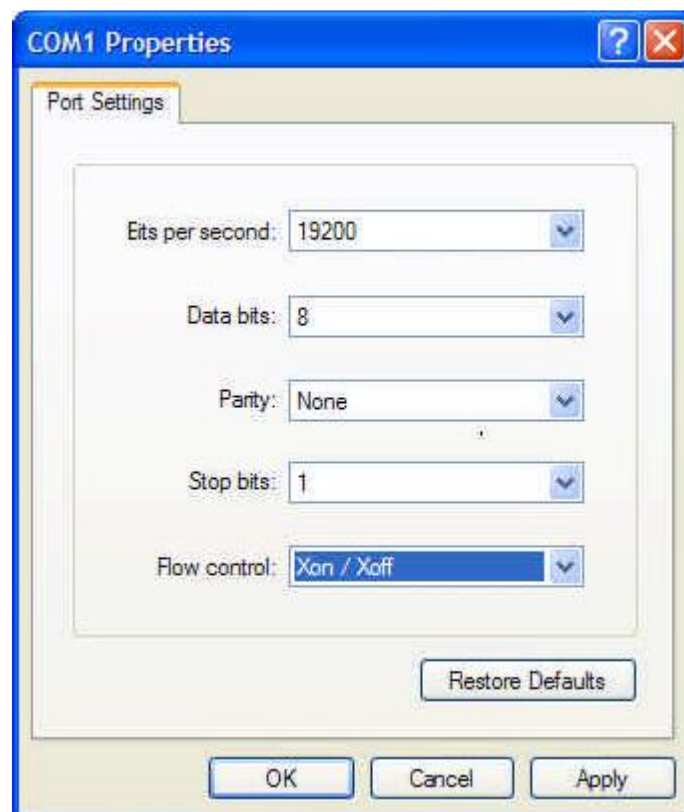 COM1 Properties
Port Settings
Bits per second: 19200
Data bits: 8
Parity: None
Stop bits: 1
Flow control: Xon / Xoff
Restore Defaults
OK Cancel Apply